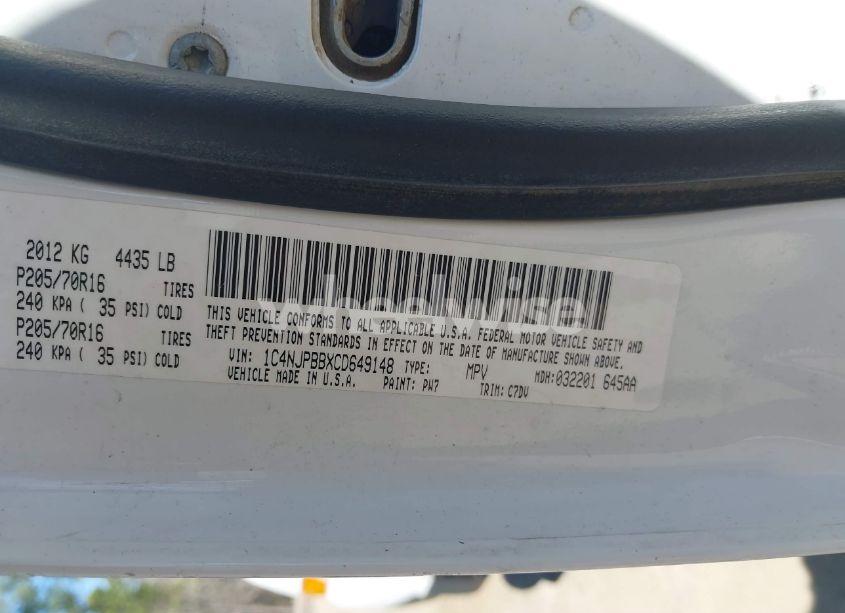 2012 KG 4435 LB
P205/70R16 TIRES
240 KPA ( 35 PSI) COLD
P205/70R16 TIRES
240 KPA ( 35 PSI) COLD
THIS VEHICLE CONFORMS TO ALL APPLICABLE U.S.A. FEDERAL MOTOR VEHICLE SAFETY AND
THEFT PREVENTION STANDARDS IN EFFECT ON THE DATE OF MANUFACTURE SHOWN ABOVE.
VIN: 1C4NJPBBXCD649148 TYPE: MPV MDH:032201 645AA
VEHICLE MADE IN U.S.A. PAINT: PW7 TRIM: C7DV
wheelwise